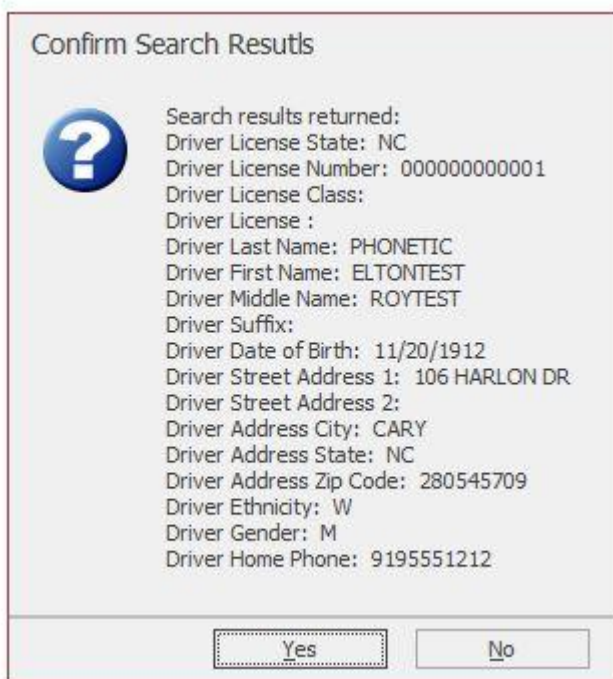 Confirm Search Resutls
Search results returned:
Driver License State: NC
Driver License Number: 000000000001
Driver License Class:
Driver License :
Driver Last Name: PHONETIC
Driver First Name: ELTONTEST
Driver Middle Name: ROYTEST
Driver Suffix:
Driver Date of Birth: 11/20/1912
Driver Street Address 1: 106 HARLON DR
Driver Street Address 2:
Driver Address City: CARY
Driver Address State: NC
Driver Address Zip Code: 280545709
Driver Ethnicity: W
Driver Gender: M
Driver Home Phone: 9195551212
Yes No